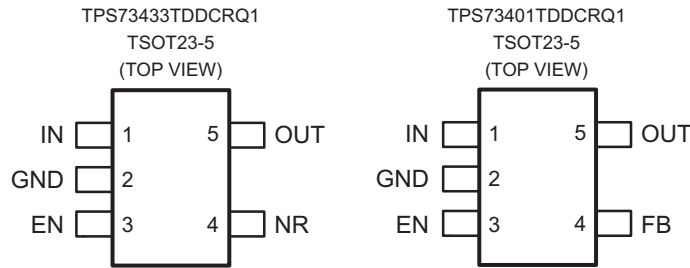 TPS73433TDDCRQ1
TSOT23-5
(TOP VIEW)
IN 1 5 OUT
GND 2
EN 3 4 NR
TPS73401TDDCRQ1
TSOT23-5
(TOP VIEW)
IN 1 5 OUT
GND 2
EN 3 4 FB